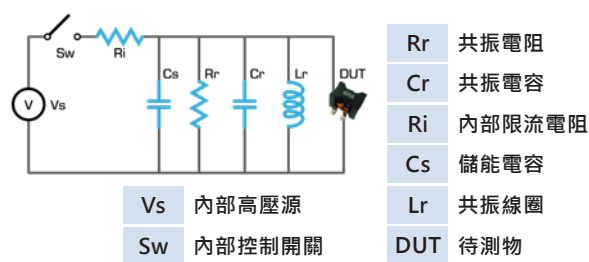 Sw
Ri
Cs
Rr
Cr
Lr
DUT
V
Vs
Rr 共振電阻
Cr 共振電容
Ri 內部限流電阻
Cs 儲能電容
Vs 內部高壓源
Lr 共振線圈
Sw 內部控制開關
DUT 待測物